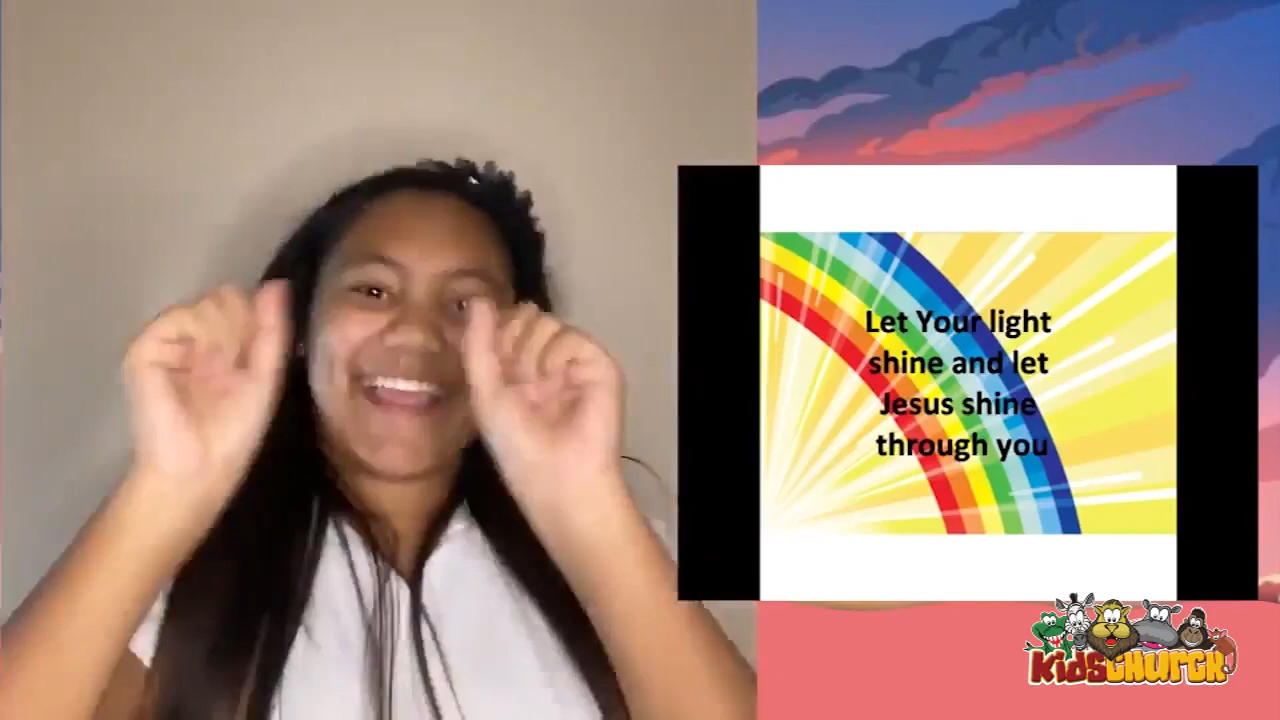 Let Your light
shine and let
Jesus shine
through you
KidSCHURCH